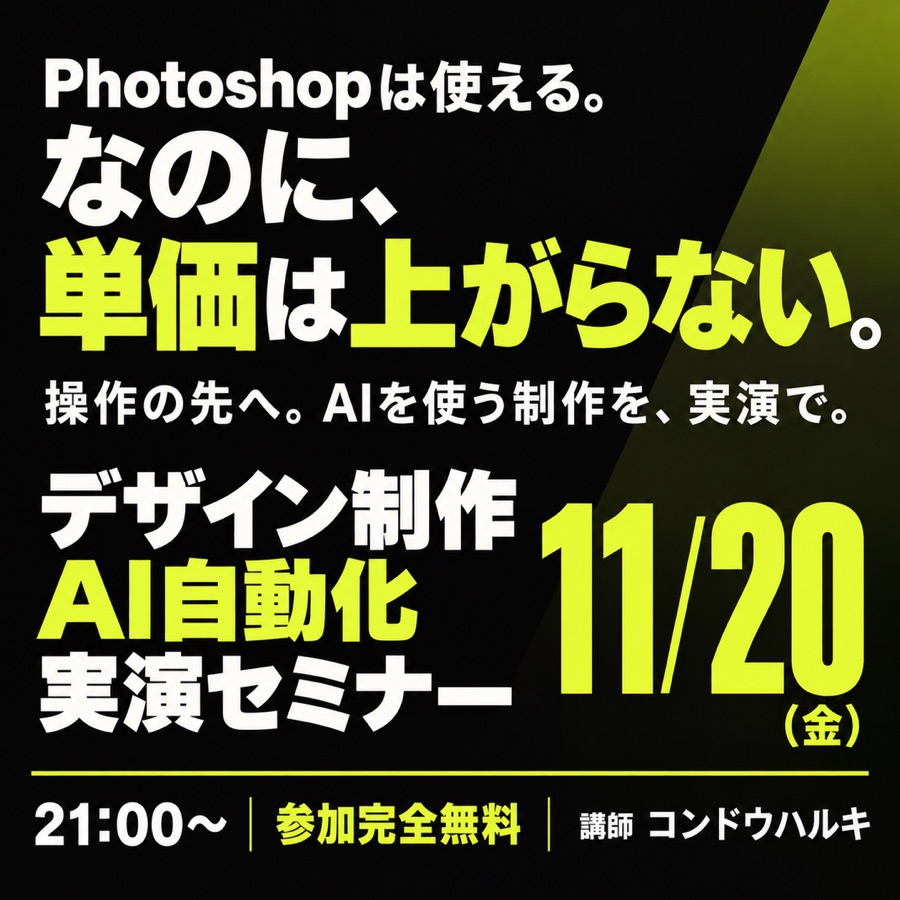 Photoshopは使える。
なのに、
単価は上がらない。
操作の先へ。AIを使う制作を、実演で。
デザイン制作
AI自動化
実演セミナー
11/20
(金)
21:00〜
参加完全無料
講師 コンドウハルキ